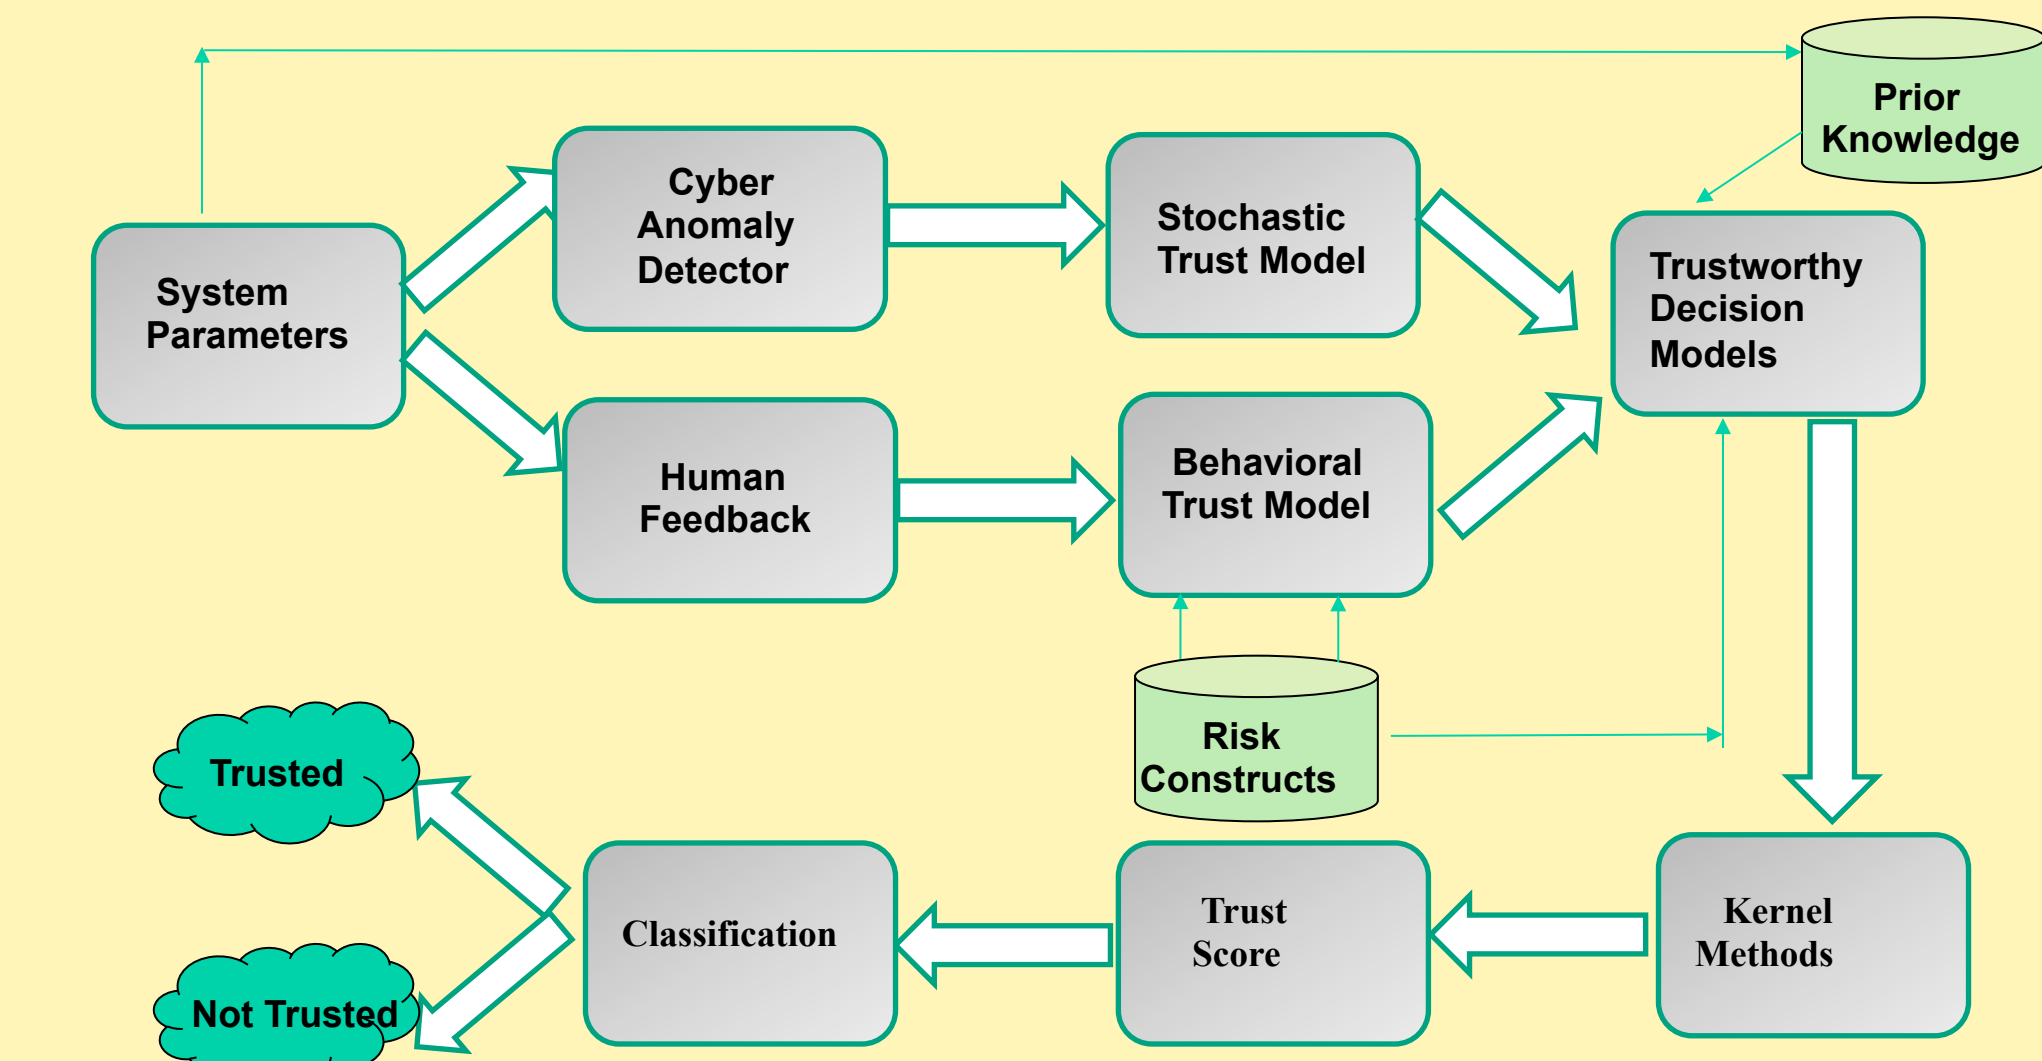 Prior
Knowledge
Cyber
Anomaly
Detector
Stochastic
Trust Model
Trustworthy
Decision
Models
System
Parameters
Human
Feedback
Behavioral
Trust Model
Risk
Constructs
Trusted
Not Trusted
Classification
Trust
Score
Kernel
Methods